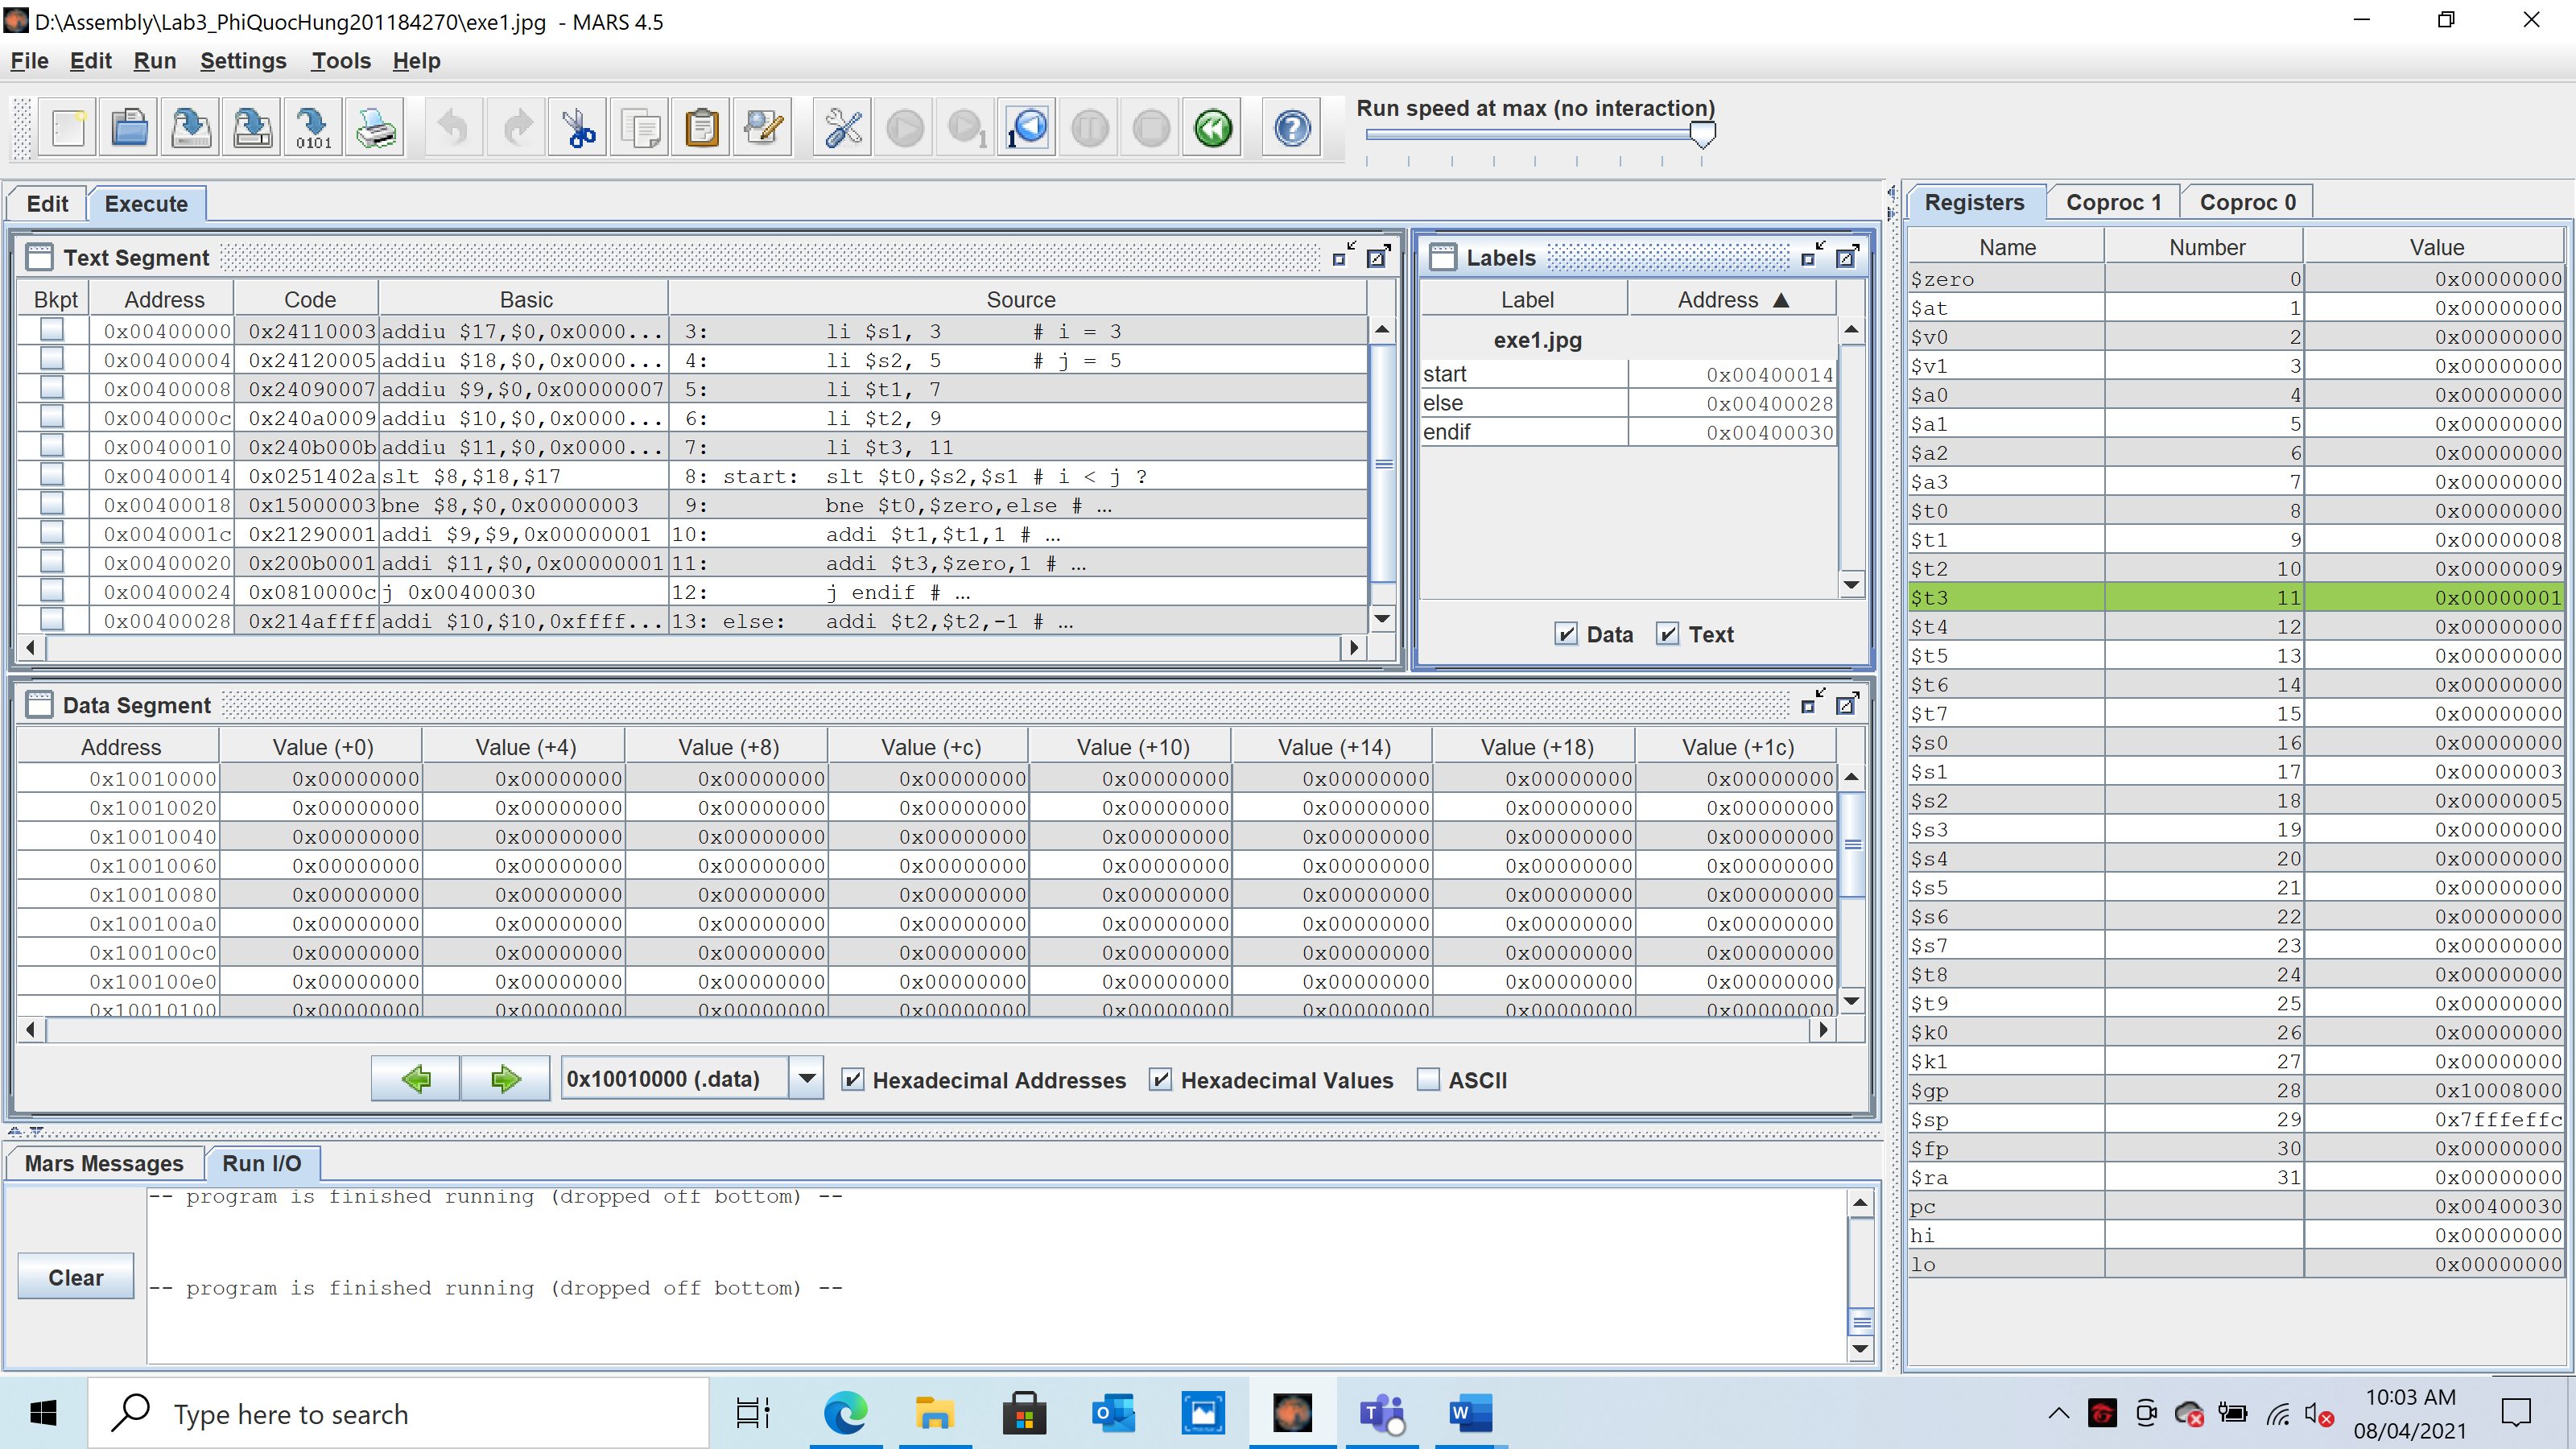 D:\Assembly\Lab3_PhiQuocHung201184270\exe1.jpg - MARS 4.5
File Edit Run Settings Tools Help
Run speed at max (no interaction)
Edit Execute
Registers Coproc 1 Coproc 0
Text Segment
Bkpt Address Code Basic Source
0x00400000 0x24110003 addiu $17,$0,0x0000... 3: li $s1, 3 # i = 3
0x00400004 0x24120005 addiu $18,$0,0x0000... 4: li $s2, 5 # j = 5
0x00400008 0x24090007 addiu $9,$0,0x00000007 5: li $t1, 7
0x0040000c 0x240a0009 addiu $10,$0,0x0000... 6: li $t2, 9
0x00400010 0x240b000b addiu $11,$0,0x0000... 7: li $t3, 11
0x00400014 0x0251402a slt $8,$18,$17 8: start: slt $t0,$s2,$s1 # i < j ?
0x00400018 0x15000003 bne $8,$0,0x00000003 9: bne $t0,$zero,else # ...
0x0040001c 0x21290001 addi $9,$9,0x00000001 10: addi $t1,$t1,1 # ...
0x00400020 0x200b0001 addi $11,$0,0x00000001 11: addi $t3,$zero,1 # ...
0x00400024 0x0810000c j 0x00400030 12: j endif # ...
0x00400028 0x214affff addi $10,$10,0xffff... 13: else: addi $t2,$t2,-1 # ...
Labels
Label Address ▲
exe1.jpg
start 0x00400014
else 0x00400028
endif 0x00400030
Data Text
Data Segment
Address Value (+0) Value (+4) Value (+8) Value (+c) Value (+10) Value (+14) Value (+18) Value (+1c)
0x10010000 0x00000000 0x00000000 0x00000000 0x00000000 0x00000000 0x00000000 0x00000000 0x00000000
0x10010020 0x00000000 0x00000000 0x00000000 0x00000000 0x00000000 0x00000000 0x00000000 0x00000000
0x10010040 0x00000000 0x00000000 0x00000000 0x00000000 0x00000000 0x00000000 0x00000000 0x00000000
0x10010060 0x00000000 0x00000000 0x00000000 0x00000000 0x00000000 0x00000000 0x00000000 0x00000000
0x10010080 0x00000000 0x00000000 0x00000000 0x00000000 0x00000000 0x00000000 0x00000000 0x00000000
0x100100a0 0x00000000 0x00000000 0x00000000 0x00000000 0x00000000 0x00000000 0x00000000 0x00000000
0x100100c0 0x00000000 0x00000000 0x00000000 0x00000000 0x00000000 0x00000000 0x00000000 0x00000000
0x100100e0 0x00000000 0x00000000 0x00000000 0x00000000 0x00000000 0x00000000 0x00000000 0x00000000
0x10010100 0x00000000 0x00000000 0x00000000 0x00000000 0x00000000 0x00000000 0x00000000 0x00000000
0x10010000 (.data) Hexadecimal Addresses Hexadecimal Values ASCII
Mars Messages Run I/O
-- program is finished running (dropped off bottom) --
-- program is finished running (dropped off bottom) --
Clear
Name Number Value
$zero 0 0x00000000
$at 1 0x00000000
$v0 2 0x00000000
$v1 3 0x00000000
$a0 4 0x00000000
$a1 5 0x00000000
$a2 6 0x00000000
$a3 7 0x00000000
$t0 8 0x00000000
$t1 9 0x00000008
$t2 10 0x00000009
$t3 11 0x00000001
$t4 12 0x00000000
$t5 13 0x00000000
$t6 14 0x00000000
$t7 15 0x00000000
$s0 16 0x00000000
$s1 17 0x00000003
$s2 18 0x00000005
$s3 19 0x00000000
$s4 20 0x00000000
$s5 21 0x00000000
$s6 22 0x00000000
$s7 23 0x00000000
$t8 24 0x00000000
$t9 25 0x00000000
$k0 26 0x00000000
$k1 27 0x00000000
$gp 28 0x10008000
$sp 29 0x7fffeffc
$fp 30 0x00000000
$ra 31 0x00000000
pc 0x00400030
hi 0x00000000
lo 0x00000000
Type here to search
10:03 AM
08/04/2021